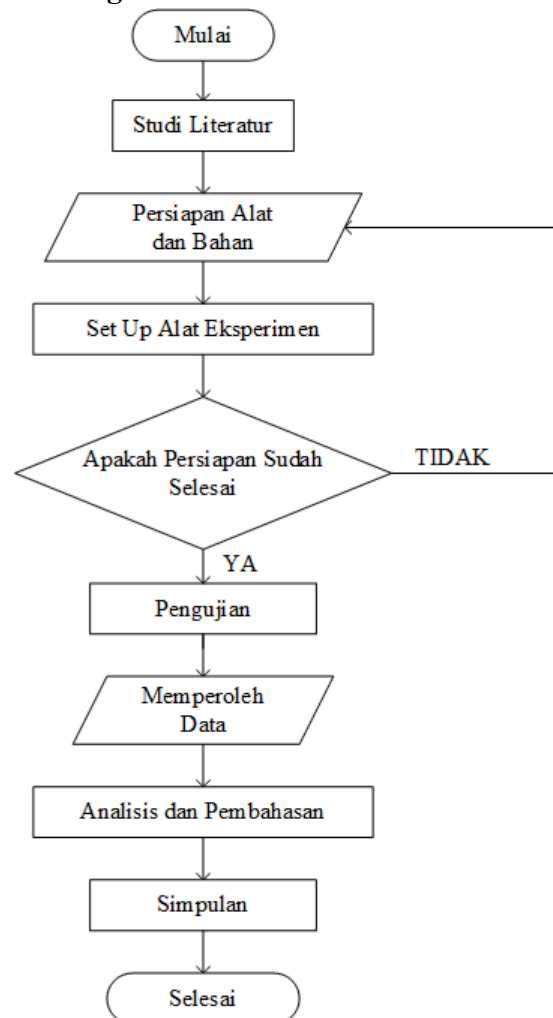 Mulai
Studi Literatur
Persiapan Alat
dan Bahan
Set Up Alat Eksperimen
Apakah Persiapan Sudah
Selesai
TIDAK
YA
Pengujian
Memperoleh
Data
Analisis dan Pembahasan
Simpulan
Selesai